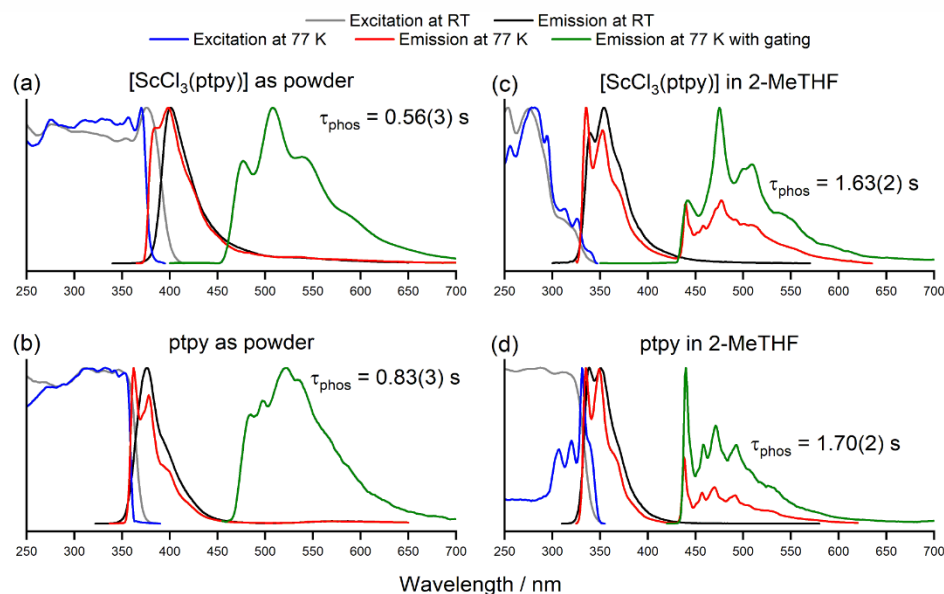 Excitation at RT Emission at RT
Excitation at 77 K Emission at 77 K Emission at 77 K with gating
(a) [ScCl3(ptpy)] as powder
τphos = 0.56(3) s
250 300 350 400 450 500 550 600 650 700
(c) [ScCl3(ptpy)] in 2-MeTHF
τphos = 1.63(2) s
250 300 350 400 450 500 550 600 650 700
(b) ptpy as powder
τphos = 0.83(3) s
250 300 350 400 450 500 550 600 650 700
(d) ptpy in 2-MeTHF
τphos = 1.70(2) s
250 300 350 400 450 500 550 600 650 700
Wavelength / nm